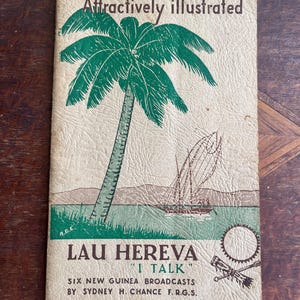 Attractively illustrated
A.G.E.
LAU HEREVA
"I TALK"
SIX NEW GUINEA BROADCASTS
BY SYDNEY H. CHANCE F.R.G.S.